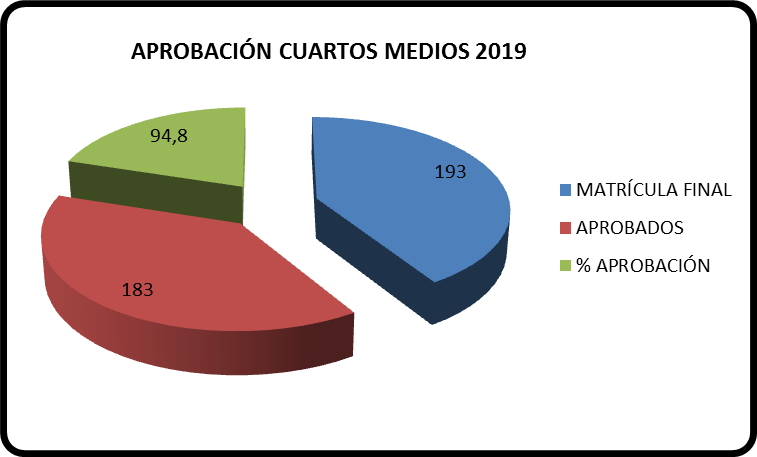 APROBACIÓN CUARTOS MEDIOS 2019
94,8
193
183
MATRÍCULA FINAL
APROBADOS
% APROBACIÓN